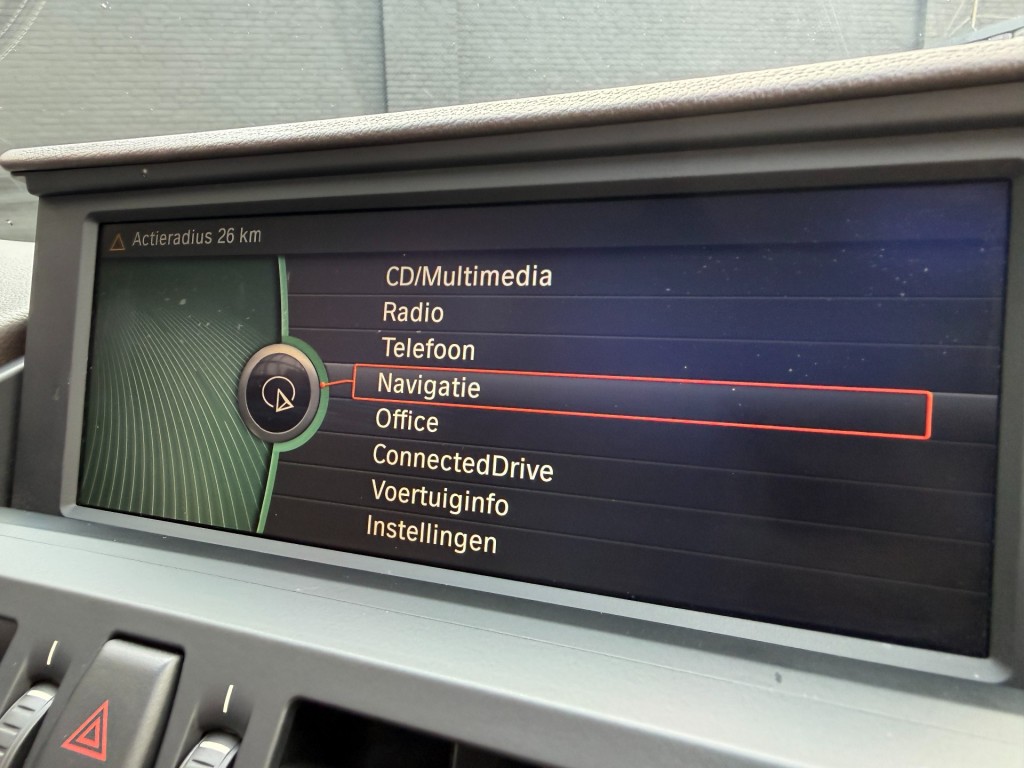 Actieradius 26 km
CD/Multimedia
Radio
Telefoon
Navigatie
Office
ConnectedDrive
Voertuiginfo
Instellingen